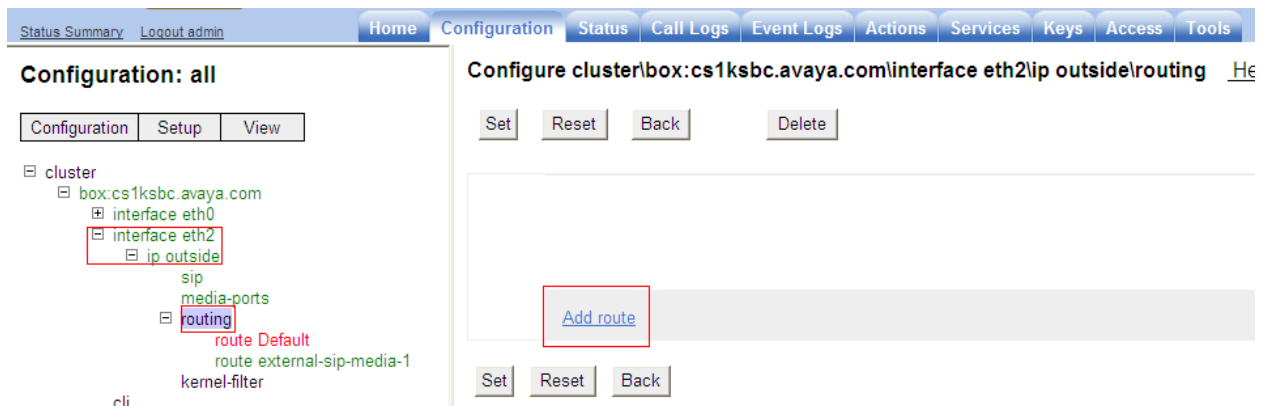 Status Summary Logout admin
Home Configuration Status Call Logs Event Logs Actions Services Keys Access Tools
Configuration: all
Configuration Setup View
cluster
box:cs1ksbc.avaya.com
interface eth0
interface eth2
ip outside
sip
media-ports
routing
route Default
route external-sip-media-1
kernel-filter
cli
Configure cluster\box:cs1ksbc.avaya.com\interface eth2\ip outside\routing He
Set Reset Back Delete
Add route
Set Reset Back